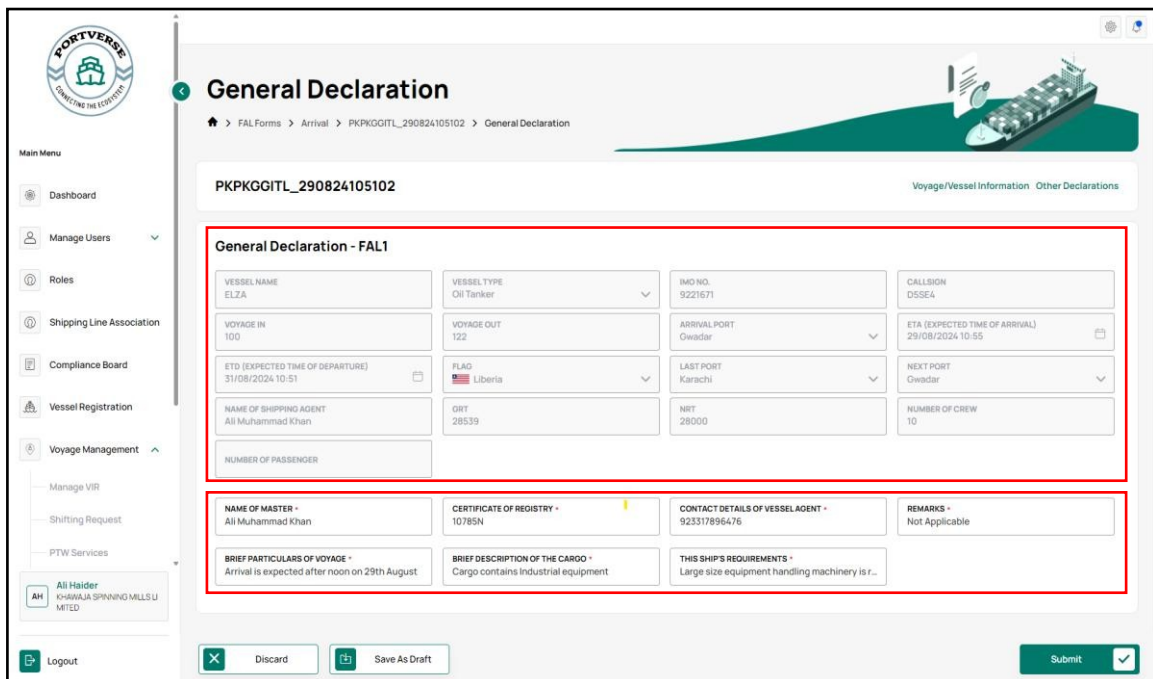 PORTVERSE
CONNECTING THE ECOSYSTEM
General Declaration
FAL Forms > Arrival > PKPKGGITL_290824105102 > General Declaration
Main Menu
Dashboard
Manage Users
Roles
Shipping Line Association
Compliance Board
Vessel Registration
Voyage Management
Manage VIR
Shifting Request
PTW Services
AH
Ali Haider
KHAWAJA SPINNING MILLS LI
MITED
Logout
PKPKGGITL_290824105102
Voyage/Vessel Information Other Declarations
General Declaration - FAL1
VESSEL NAME
ELZA
VESSEL TYPE
Oil Tanker
IMO NO.
9221671
CALLSIGN
D5SE4
VOYAGE IN
100
VOYAGE OUT
122
ARRIVAL PORT
Gwadar
ETA (EXPECTED TIME OF ARRIVAL)
29/08/2024 10:55
ETD (EXPECTED TIME OF DEPARTURE)
31/08/2024 10:51
FLAG
Liberia
LAST PORT
Karachi
NEXT PORT
Gwadar
NAME OF SHIPPING AGENT
Ali Muhammad Khan
GRT
28539
NRT
28000
NUMBER OF CREW
10
NUMBER OF PASSENGER
NAME OF MASTER *
Ali Muhammad Khan
CERTIFICATE OF REGISTRY *
10785N
CONTACT DETAILS OF VESSEL AGENT *
923317896476
REMARKS *
Not Applicable
BRIEF PARTICULARS OF VOYAGE *
Arrival is expected after noon on 29th August
BRIEF DESCRIPTION OF THE CARGO *
Cargo contains Industrial equipment
THIS SHIP'S REQUIREMENTS *
Large size equipment handling machinery is r...
Discard
Save As Draft
Submit